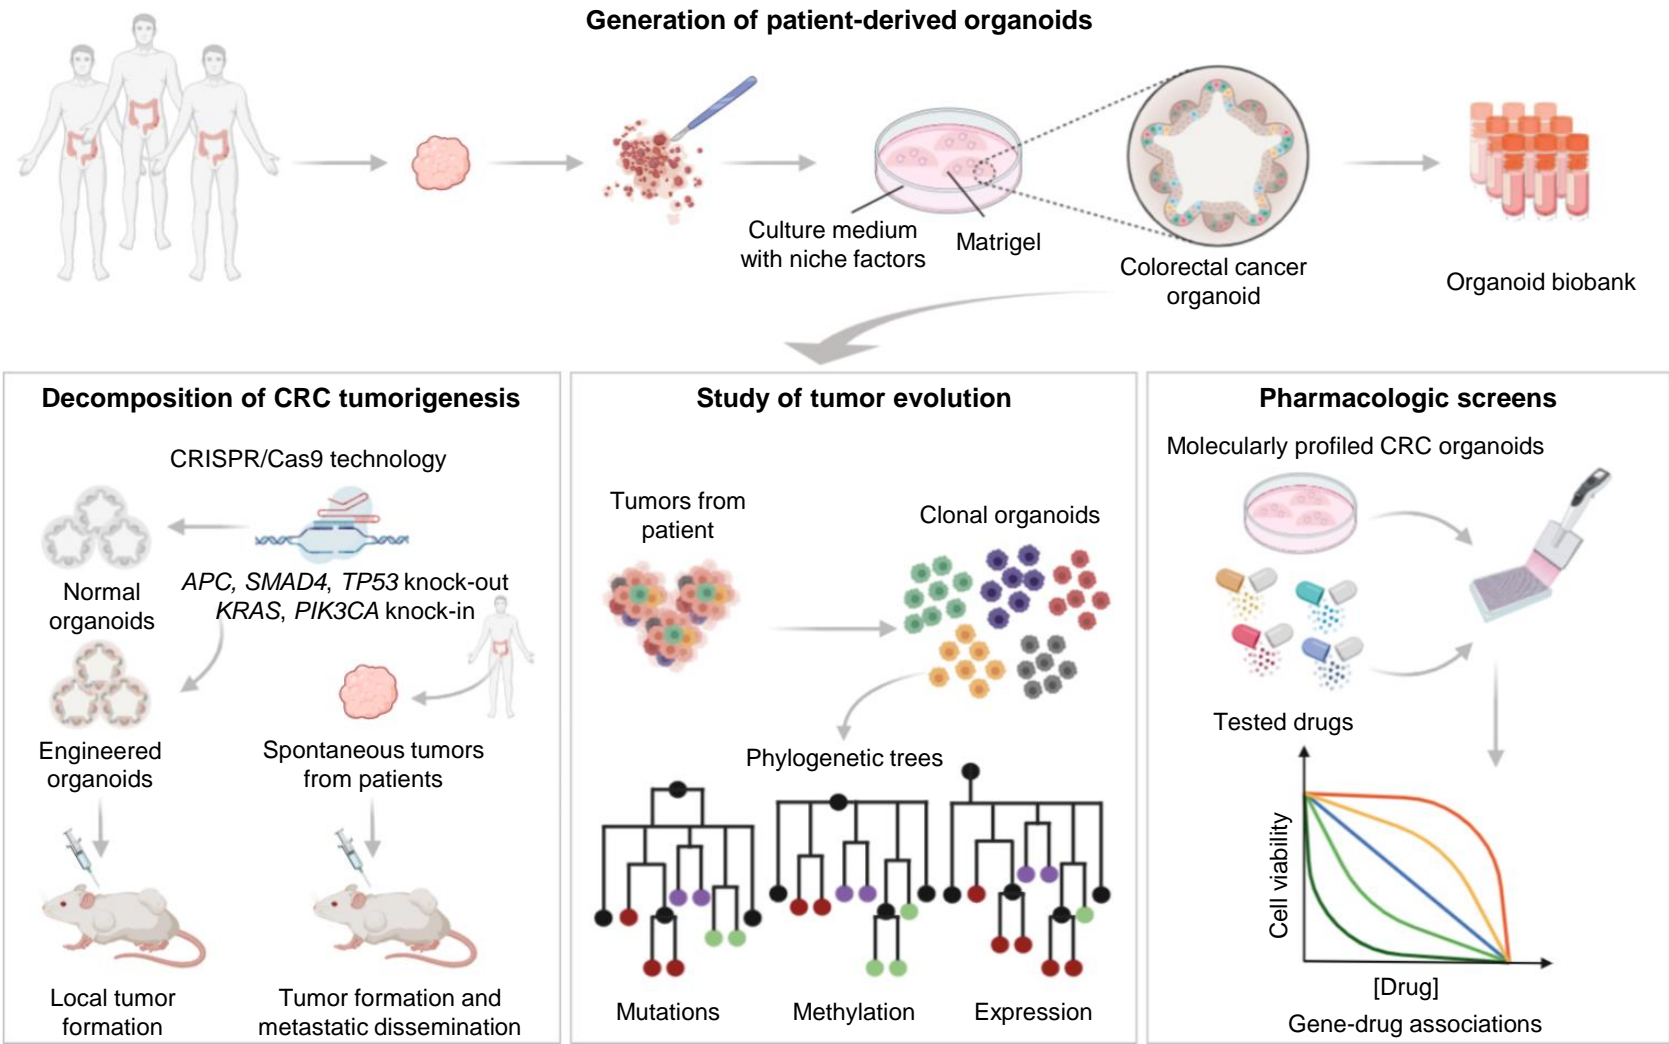 Generation of patient-derived organoids
Culture medium
with niche factors
Matrigel
Colorectal cancer
organoid
Organoid biobank
Decomposition of CRC tumorigenesis
CRISPR/Cas9 technology
Normal
organoids
APC, SMAD4, TP53 knock-out
KRAS, PIK3CA knock-in
Engineered
organoids
Spontaneous tumors
from patients
Local tumor
formation
Tumor formation and
metastatic dissemination
Study of tumor evolution
Tumors from
patient
Clonal organoids
Phylogenetic trees
Mutations
Methylation
Expression
Pharmacologic screens
Molecularly profiled CRC organoids
Tested drugs
Cell viability
[Drug]
Gene-drug associations